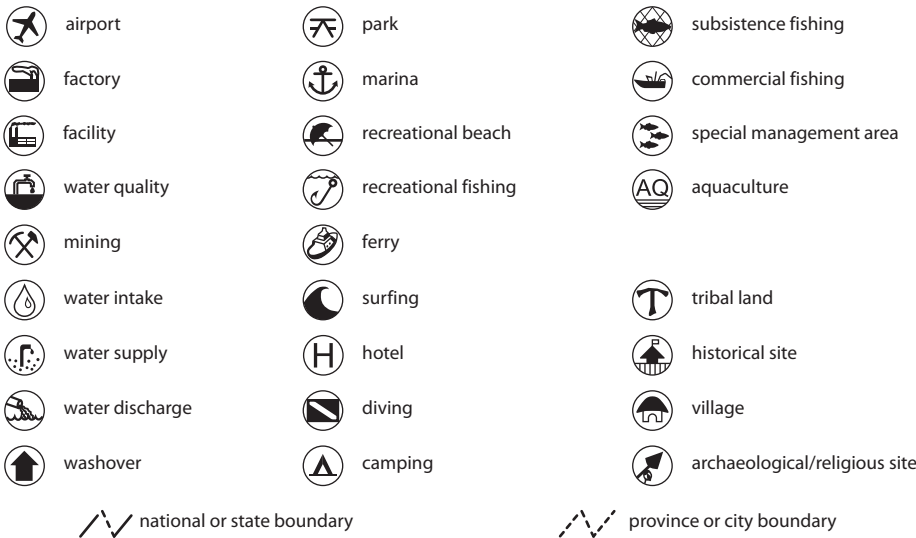 airport
park
subsistence fishing
factory
marina
commercial fishing
facility
recreational beach
special management area
water quality
recreational fishing
AQ
aquaculture
mining
ferry
water intake
surfing
tribal land
water supply
H
hotel
historical site
water discharge
diving
village
washover
camping
archaeological/religious site
national or state boundary
province or city boundary